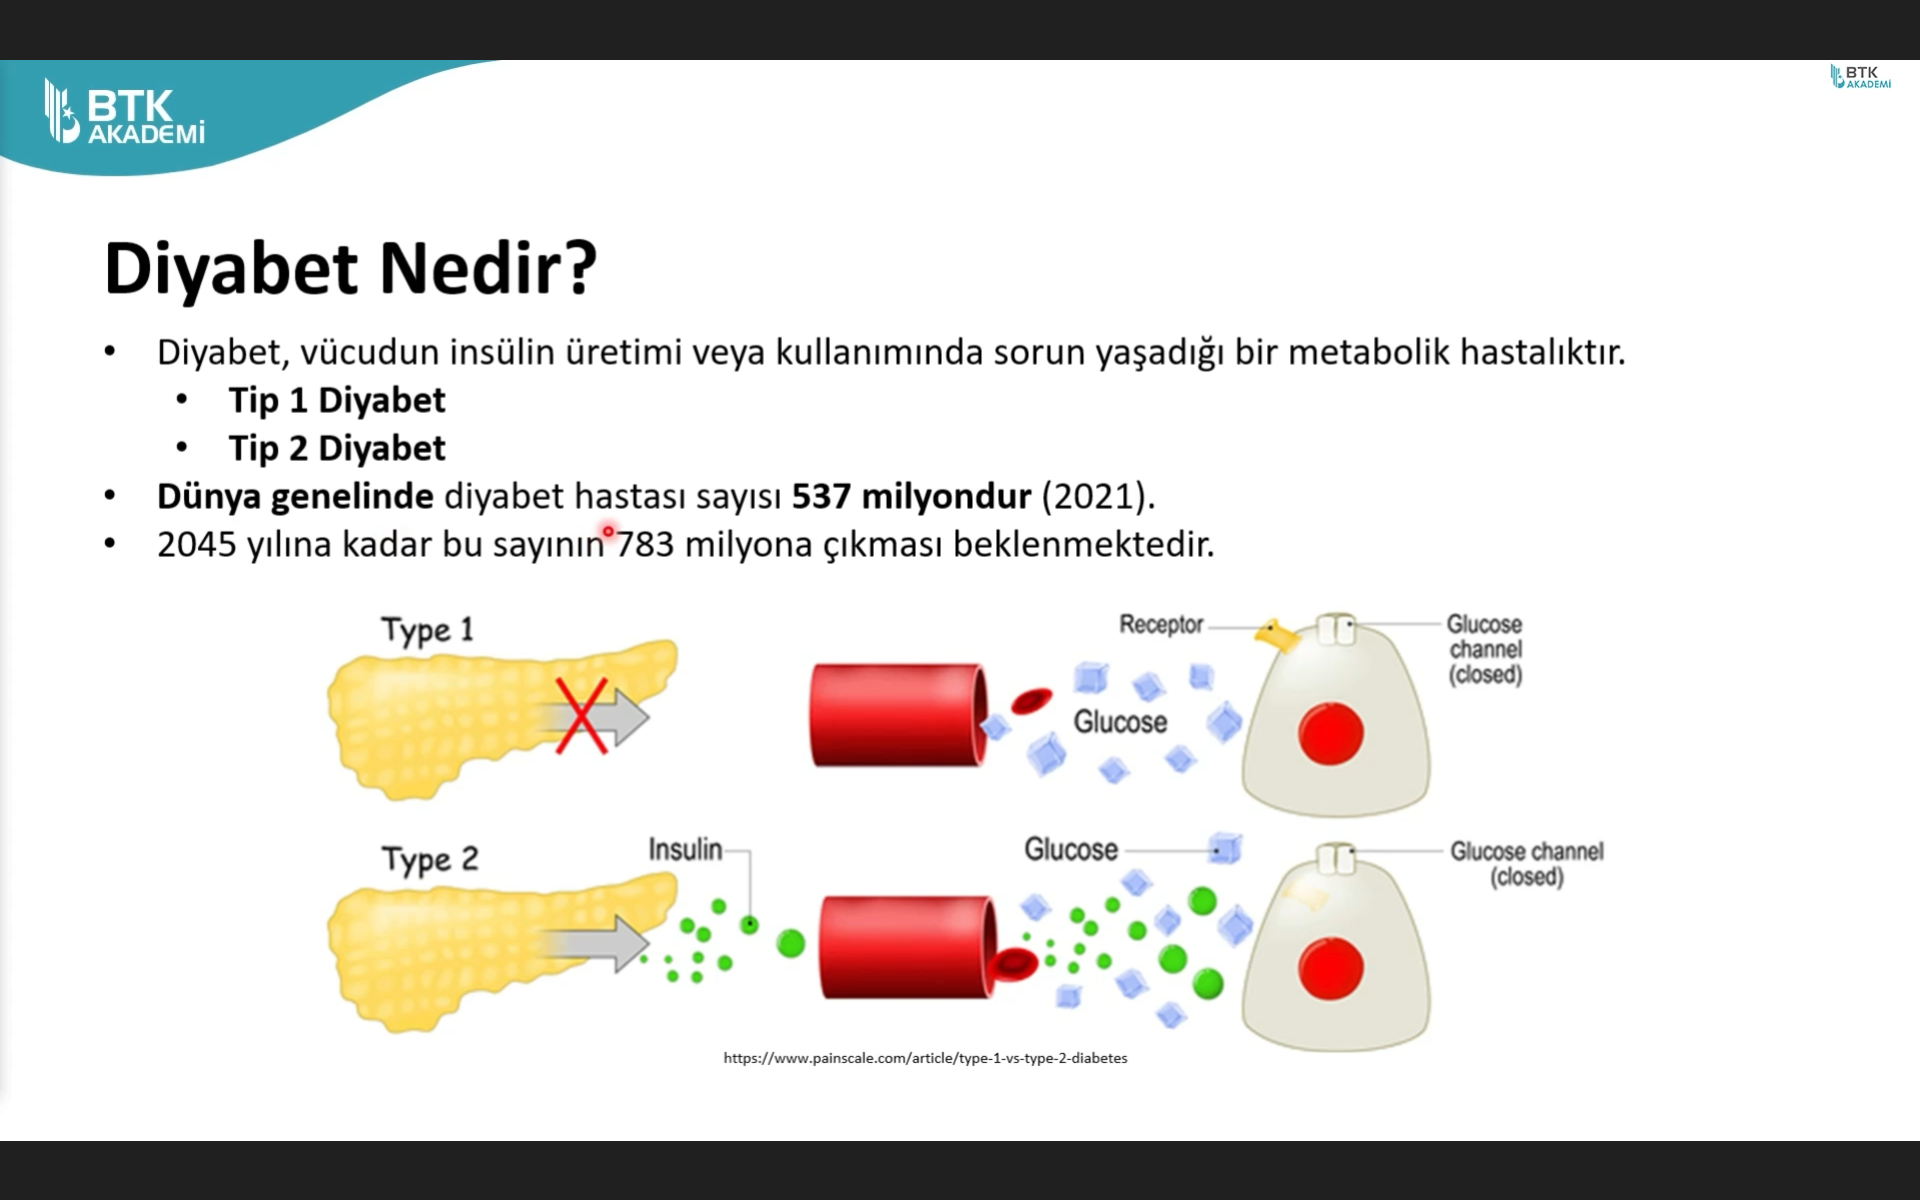 BTK
AKADEMİ
BTK
AKADEMİ
Diyabet Nedir?
• Diyabet, vücudun insülin üretimi veya kullanımında sorun yaşadığı bir metabolik hastalıktır.
• Tip 1 Diyabet
• Tip 2 Diyabet
• Dünya genelinde diyabet hastası sayısı 537 milyondur (2021).
• 2045 yılına kadar bu sayının 783 milyona çıkması beklenmektedir.
Type 1
Receptor
Glucose
channel
(closed)
Glucose
Type 2
Insulin
Glucose
Glucose channel
(closed)
https://www.painscale.com/article/type-1-vs-type-2-diabetes